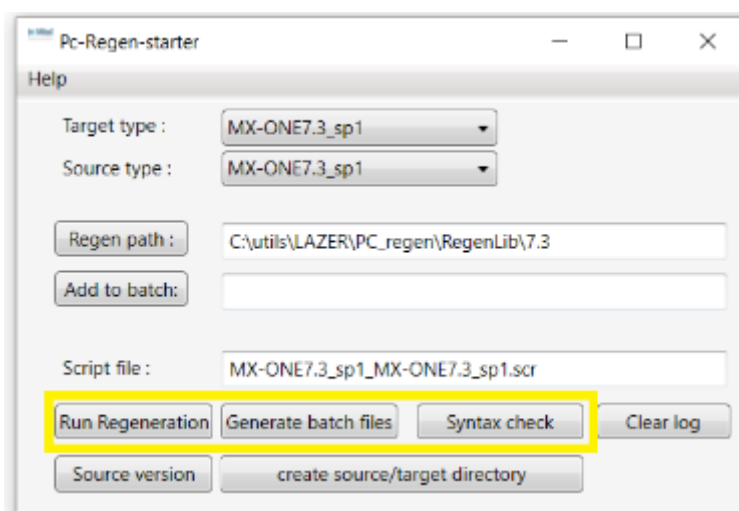 Pc-Regen-starter
Help
Target type : MX-ONE7.3_sp1
Source type : MX-ONE7.3_sp1
Regen path : C:\utils\LAZER\PC_regen\RegenLib\7.3
Add to batch:
Script file : MX-ONE7.3_sp1_MX-ONE7.3_sp1.scr
Run Regeneration Generate batch files Syntax check Clear log
Source version create source/target directory